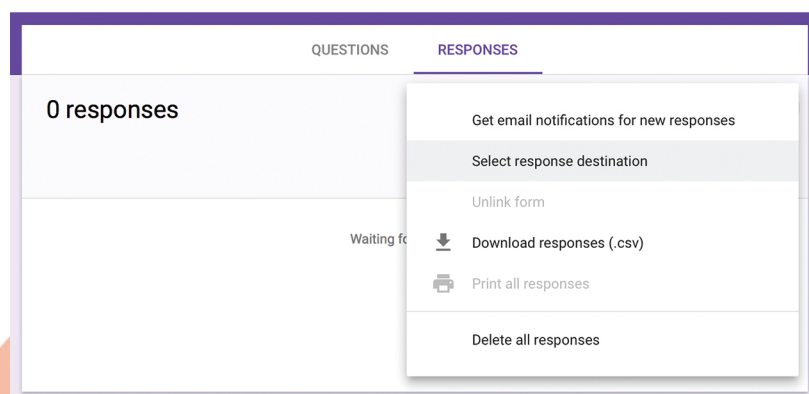 QUESTIONS RESPONSES
0 responses
Get email notifications for new responses
Select response destination
Unlink form
Waiting fo
Download responses (.csv)
Print all responses
Delete all responses